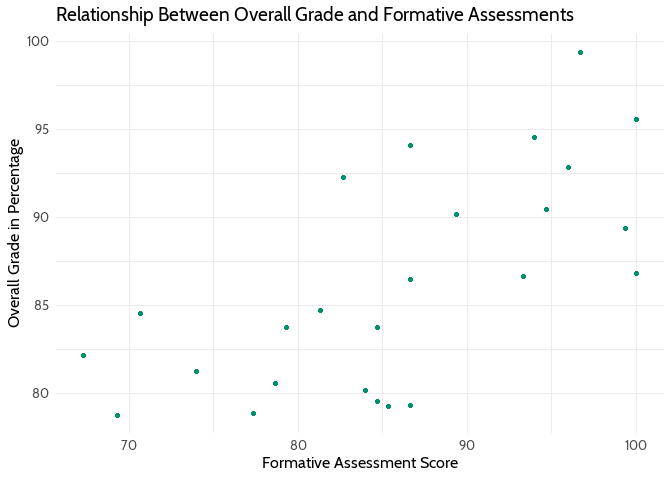 Relationship Between Overall Grade and Formative Assessments
100
95
90
85
80
Overall Grade in Percentage
70 80 90 100
Formative Assessment Score